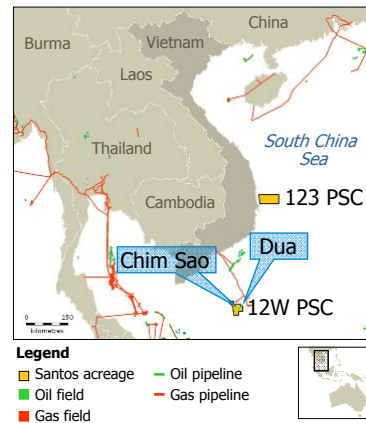 China
Burma
Vietnam
Laos
South China
Sea
Thailand
123 PSC
Cambodia
Dua
Chim Sao
12W PSC
0 250
kilometres
Legend
Santos acreage
Oil pipeline
Oil field
Gas pipeline
Gas field